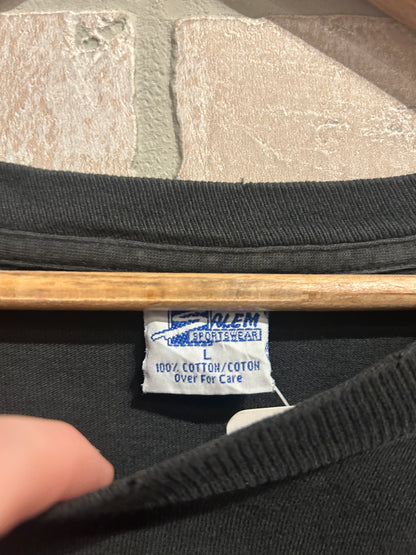 SALEM
SPORTSWEAR
L
100% COTTON/COTON
Over For Care